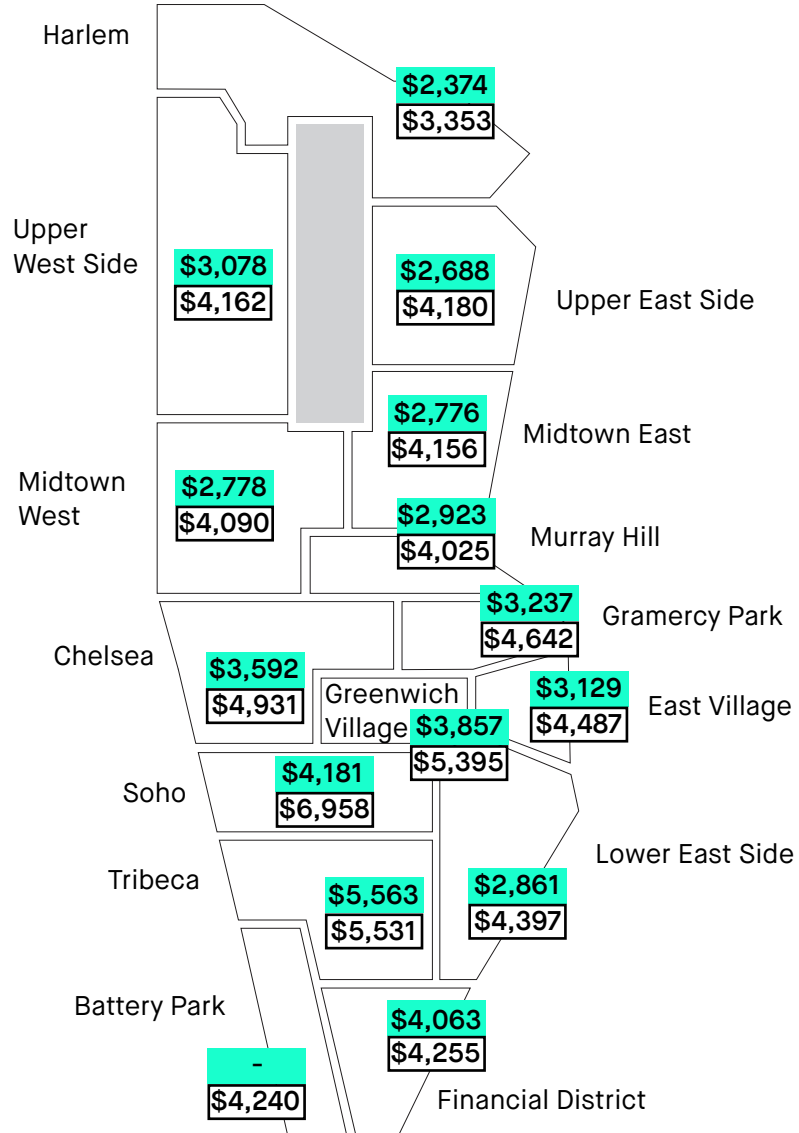 Harlem
$2,374
$3,353
Upper
West Side
$3,078
$4,162
$2,688
$4,180
Upper East Side
$2,776
$4,156
Midtown East
Midtown
West
$2,778
$4,090
$2,923
$4,025
Murray Hill
$3,237
$4,642
Gramercy Park
Chelsea
$3,592
$4,931
Greenwich
Village
$3,857
$5,395
$3,129
$4,487
East Village
Soho
$4,181
$6,958
Lower East Side
$2,861
$4,397
Tribeca
$5,563
$5,531
Battery Park
-
$4,240
$4,063
$4,255
Financial District